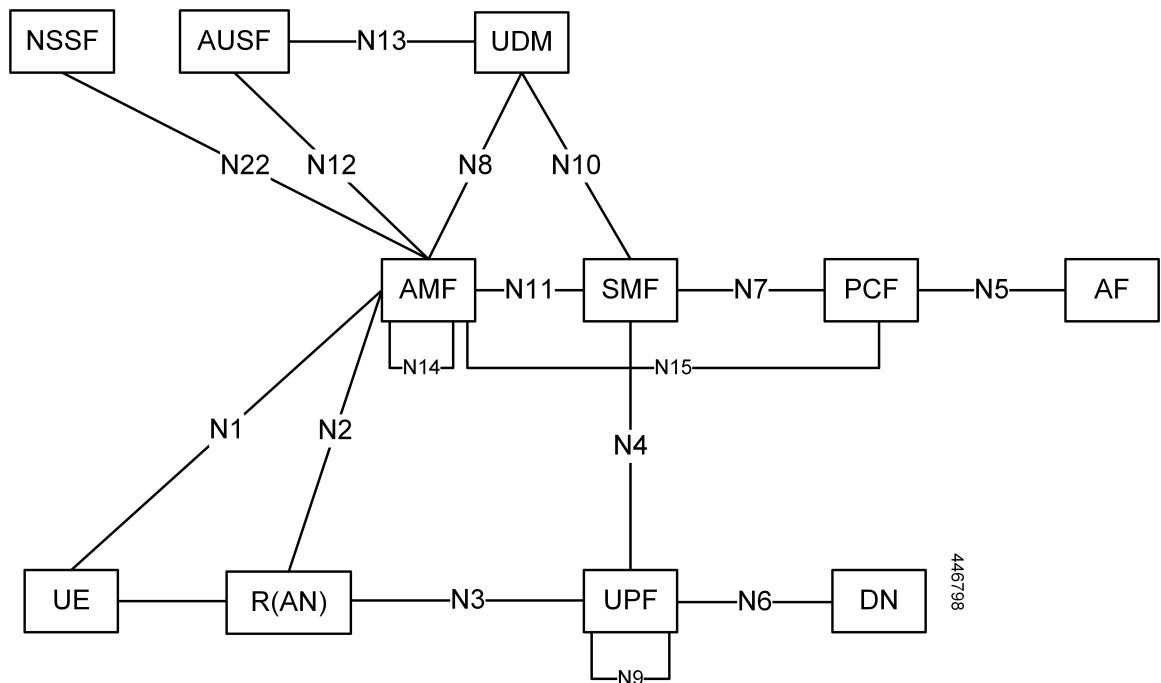 NSSF
AUSF
N13
UDM
N22
N12
N8
N10
AMF
N11
SMF
N7
PCF
N5
AF
N14
N15
N1
N2
N4
UE
R(AN)
N3
UPF
N6
DN
446798
N9